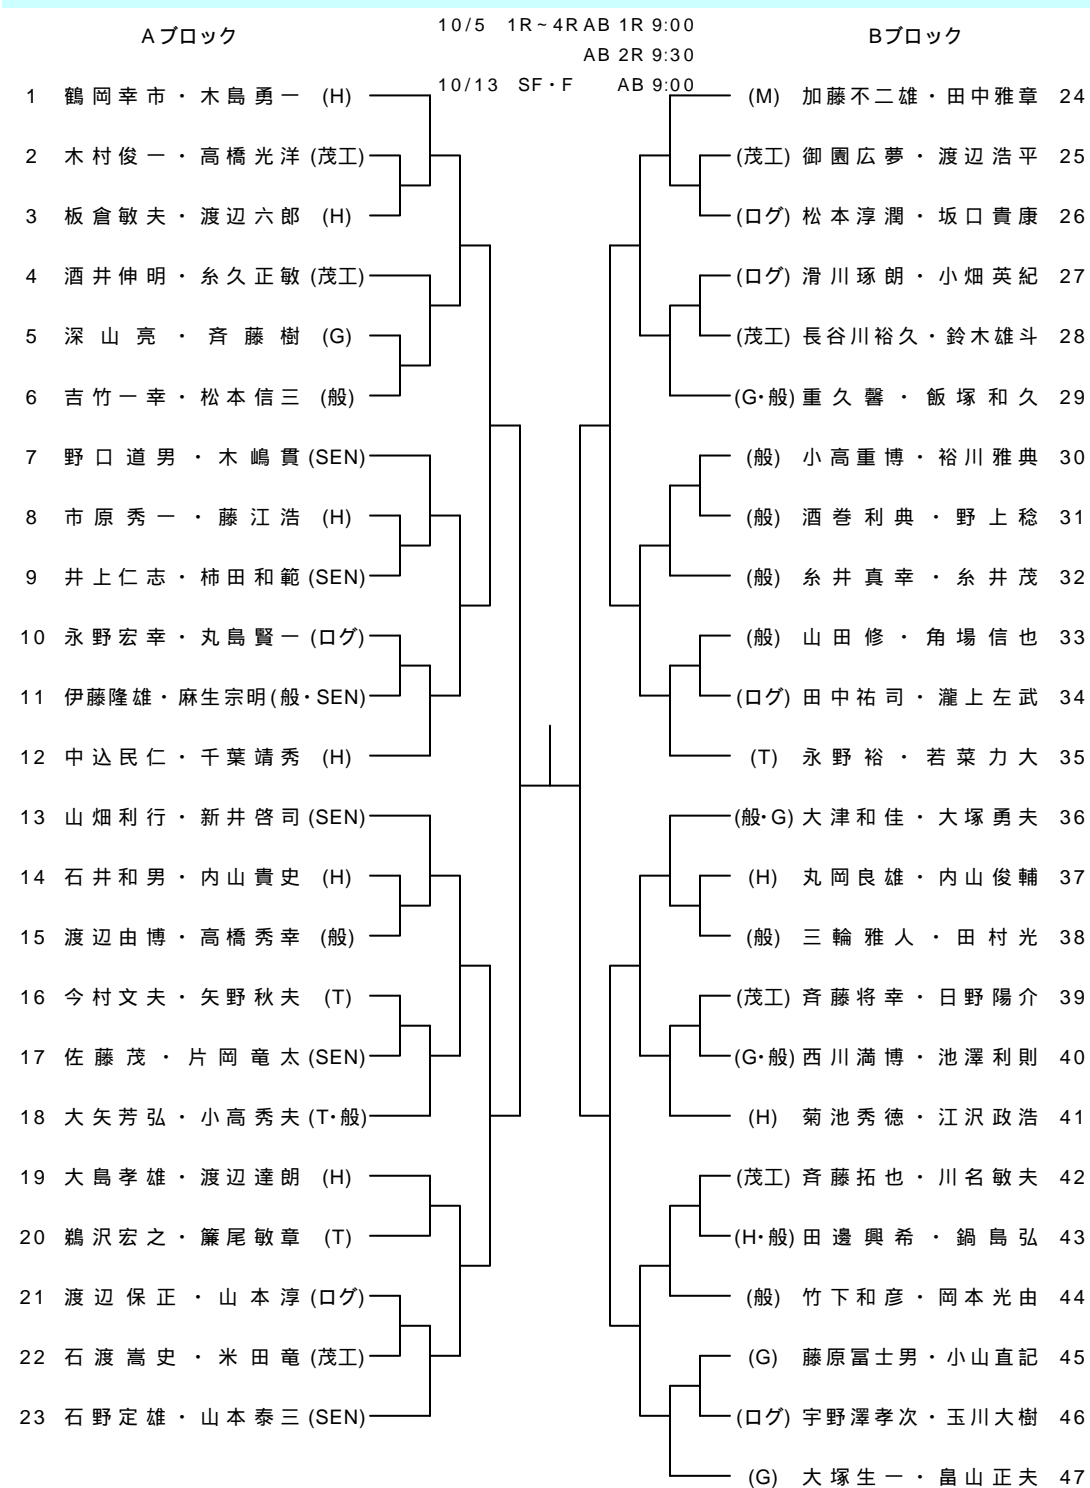 Aブロック
10/5 1R~4R AB 1R 9:00
AB 2R 9:30
10/13 SF・F AB 9:00
Bブロック
1 鶴岡幸市・木島勇一 (H)
2 木村俊一・高橋光洋 (茂工)
3 板倉敏夫・渡辺六郎 (H)
4 酒井伸明・糸久正敏 (茂工)
5 深山亮・斉藤樹 (G)
6 吉竹一幸・松本信三 (般)
7 野口道男・木嶋貫 (SEN)
8 市原秀一・藤江浩 (H)
9 井上仁志・柿田和範 (SEN)
10 永野宏幸・丸島賢一 (ログ)
11 伊藤隆雄・麻生宗明 (般・SEN)
12 中込民仁・千葉靖秀 (H)
13 山畑利行・新井啓司 (SEN)
14 石井和男・内山貴史 (H)
15 渡辺由博・高橋秀幸 (般)
16 今村文夫・矢野秋夫 (T)
17 佐藤茂・片岡竜太 (SEN)
18 大矢芳弘・小高秀夫 (T・般)
19 大島孝雄・渡辺達朗 (H)
20 鵜沢宏之・簾尾敏章 (T)
21 渡辺保正・山本淳 (ログ)
22 石渡嵩史・米田竜 (茂工)
23 石野定雄・山本泰三 (SEN)
(M) 加藤不二雄・田中雅章 24
(茂工) 御園広夢・渡辺浩平 25
(ログ) 松本淳潤・坂口貴康 26
(ログ) 滑川琢朗・小畑英紀 27
(茂工) 長谷川裕久・鈴木雄斗 28
(G・般) 重久馨・飯塚和久 29
(般) 小高重博・裕川雅典 30
(般) 酒巻利典・野上稔 31
(般) 糸井真幸・糸井茂 32
(般) 山田修・角場信也 33
(ログ) 田中祐司・瀧上左武 34
(T) 永野裕・若菜力大 35
(般・G) 大津和佳・大塚勇夫 36
(H) 丸岡良雄・内山俊輔 37
(般) 三輪雅人・田村光 38
(茂工) 斉藤将幸・日野陽介 39
(G・般) 西川満博・池澤利則 40
(H) 菊池秀徳・江沢政浩 41
(茂工) 斉藤拓也・川名敏夫 42
(H・般) 田邊興希・鍋島弘 43
(般) 竹下和彦・岡本光由 44
(G) 藤原冨士男・小山直記 45
(ログ) 宇野澤孝次・玉川大樹 46
(G) 大塚生一・畠山正夫 47